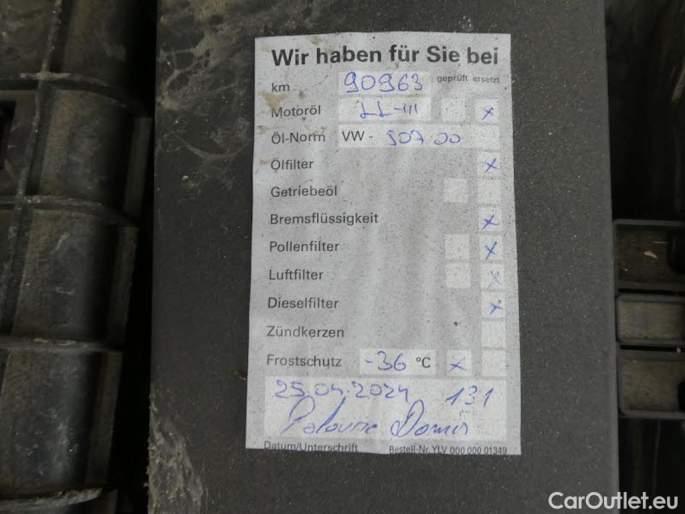 Wir haben für Sie bei
km 90963 geprüft ersetzt
Motoröl LL-III x
Öl-Norm VW - 507 00
Ölfilter x
Getriebeöl
Bremsflüssigkeit x
Pollenfilter x
Luftfilter x
Dieselfilter x
Zündkerzen
Frostschutz -36 °C x
25.04.2024 131
Datum/Unterschrift Bestell-Nr. YLV 000 000 01349
CarOutlet.eu